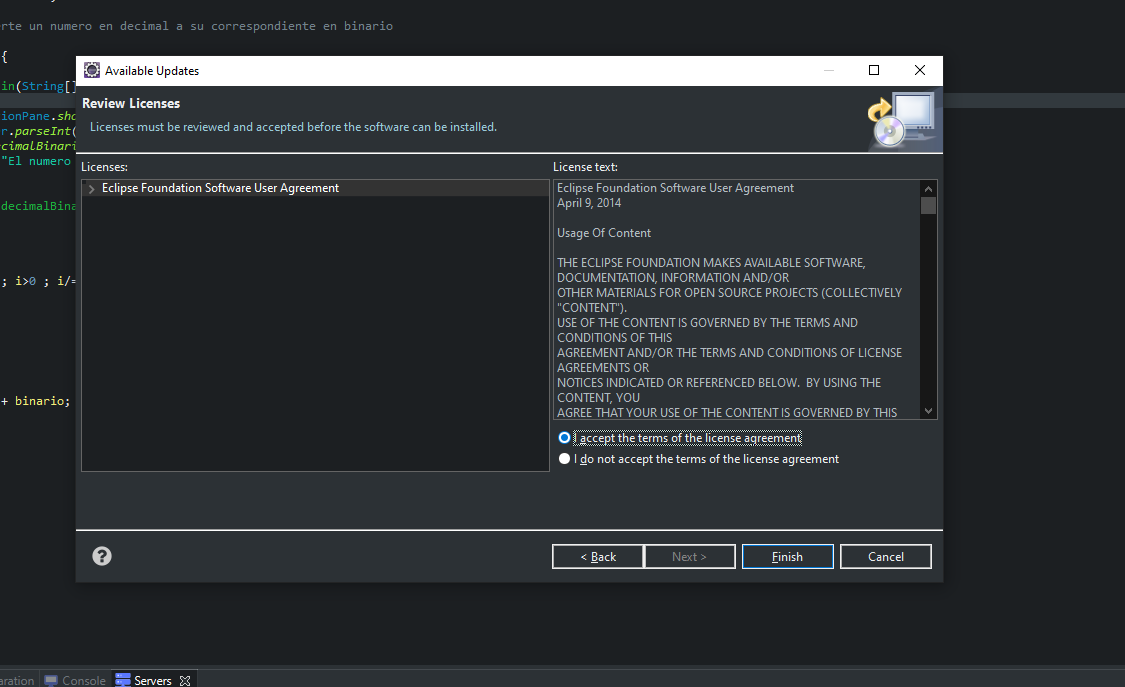 rte un numero en decimal a su correspondiente en binario
{
in(String[]
ionPane.sho
r.parseInt(
cimalBinari
"El numero
decimalBina
; i>0 ; i/=
+ binario;
Available Updates
Review Licenses
Licenses must be reviewed and accepted before the software can be installed.
Licenses:
Eclipse Foundation Software User Agreement
License text:
Eclipse Foundation Software User Agreement
April 9, 2014
Usage Of Content
THE ECLIPSE FOUNDATION MAKES AVAILABLE SOFTWARE,
DOCUMENTATION, INFORMATION AND/OR
OTHER MATERIALS FOR OPEN SOURCE PROJECTS (COLLECTIVELY
"CONTENT").
USE OF THE CONTENT IS GOVERNED BY THE TERMS AND
CONDITIONS OF THIS
AGREEMENT AND/OR THE TERMS AND CONDITIONS OF LICENSE
AGREEMENTS OR
NOTICES INDICATED OR REFERENCED BELOW.  BY USING THE
CONTENT, YOU
AGREE THAT YOUR USE OF THE CONTENT IS GOVERNED BY THIS
I accept the terms of the license agreement
I do not accept the terms of the license agreement
?
< Back
Next >
Finish
Cancel
aration
Console
Servers